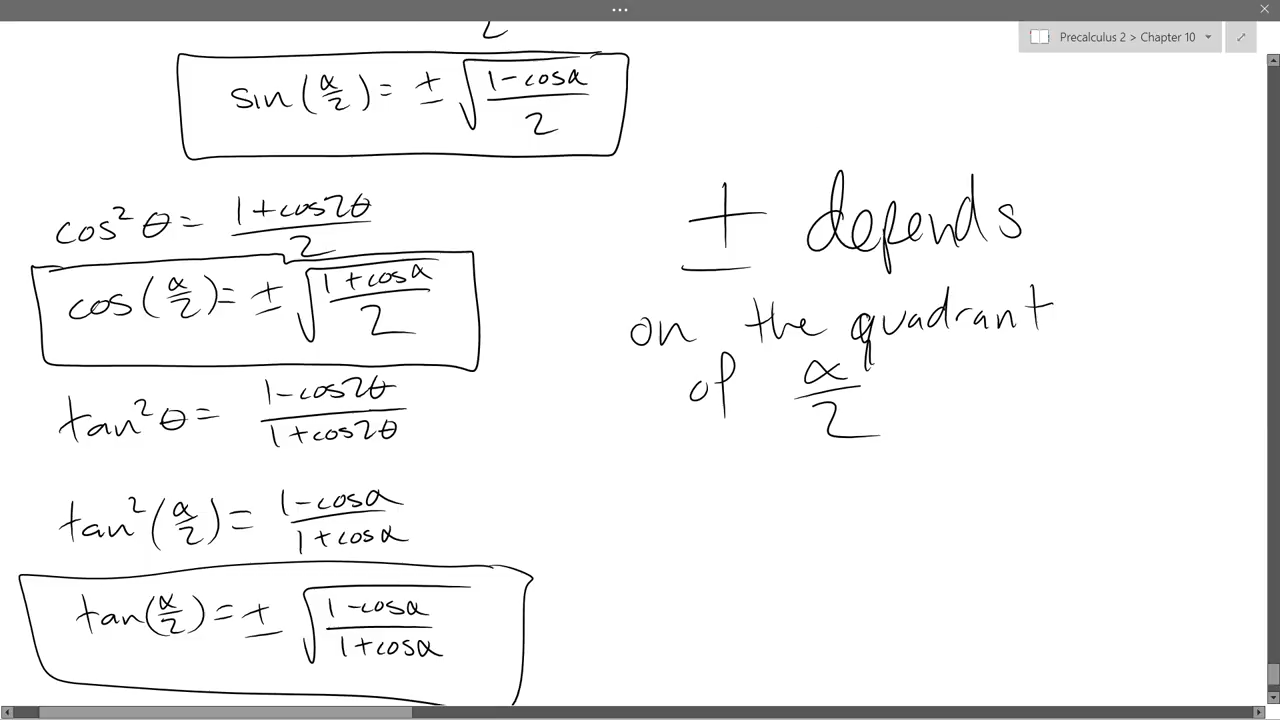 Precalculus 2 > Chapter 10
2
sin(α/2) = ± √((1-cosα)/2)
cos²θ = (1+cos2θ)/2
cos(α/2) = ± √((1+cosα)/2)
tan²θ = (1-cos2θ)/(1+cos2θ)
tan²(α/2) = (1-cosα)/(1+cosα)
tan(α/2) = ± √((1-cosα)/(1+cosα))
± depends
on the quadrant
of α/2